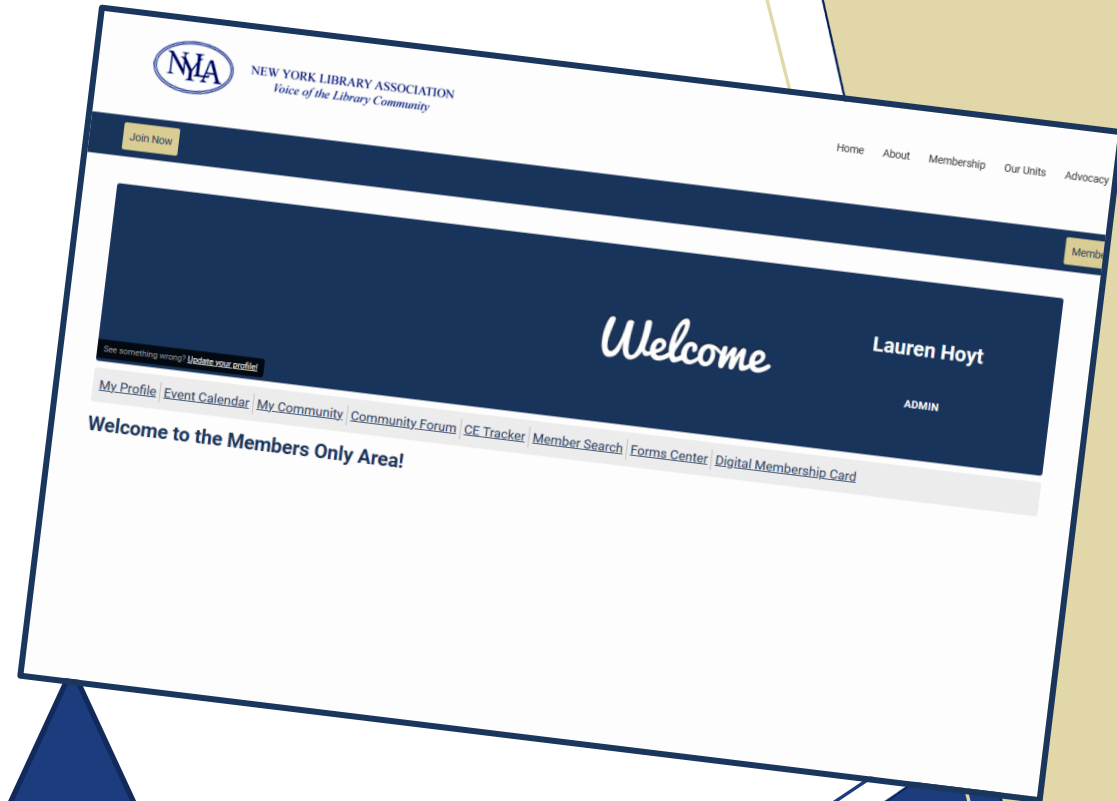 NYLA
NEW YORK LIBRARY ASSOCIATION
Voice of the Library Community
Home About Membership Our Units Advocacy
Join Now
Welcome
Lauren Hoyt
ADMIN
See something wrong? Update your profile!
My Profile Event Calendar My Community Community Forum CE Tracker Member Search Forms Center Digital Membership Card
Welcome to the Members Only Area!